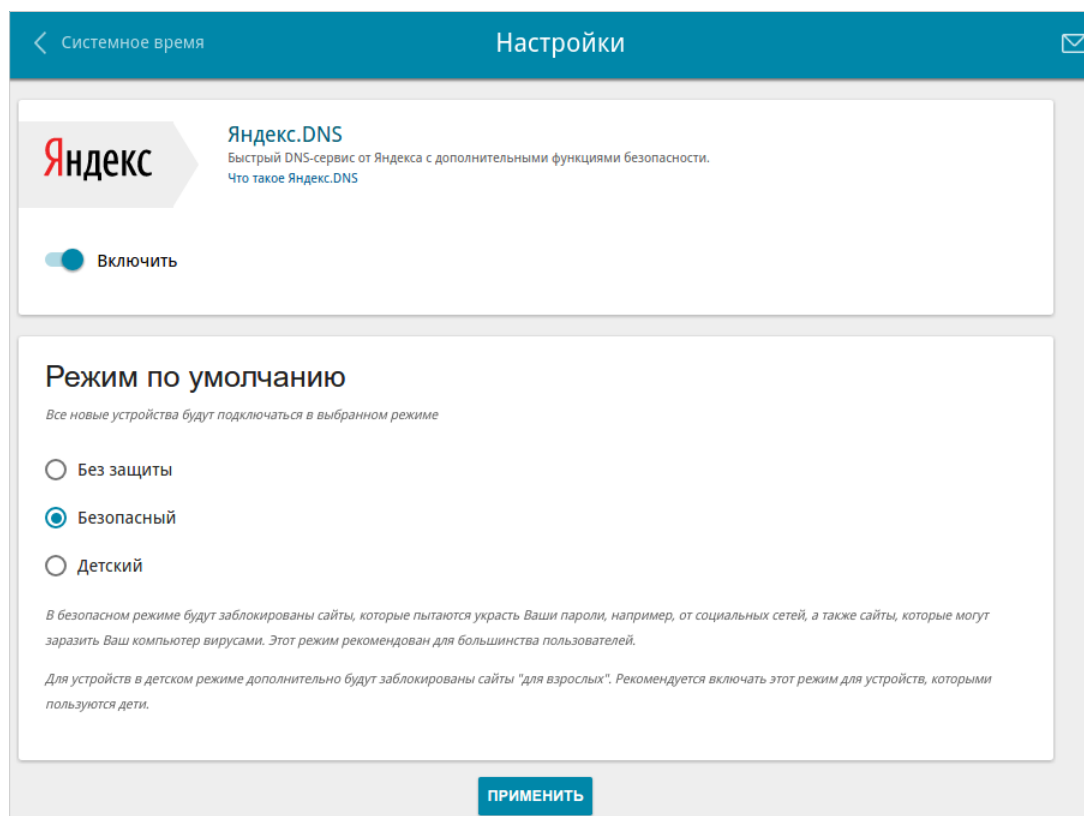 Системное время
Настройки
Яндекс
Яндекс.DNS
Быстрый DNS-сервис от Яндекса с дополнительными функциями безопасности.
Что такое Яндекс.DNS
Включить
Режим по умолчанию
Все новые устройства будут подключаться в выбранном режиме
Без защиты
Безопасный
Детский
В безопасном режиме будут заблокированы сайты, которые пытаются украсть Ваши пароли, например, от социальных сетей, а также сайты, которые могут
заразить Ваш компьютер вирусами. Этот режим рекомендован для большинства пользователей.
Для устройств в детском режиме дополнительно будут заблокированы сайты "для взрослых". Рекомендуется включать этот режим для устройств, которыми
пользуются дети.
ПРИМЕНИТЬ